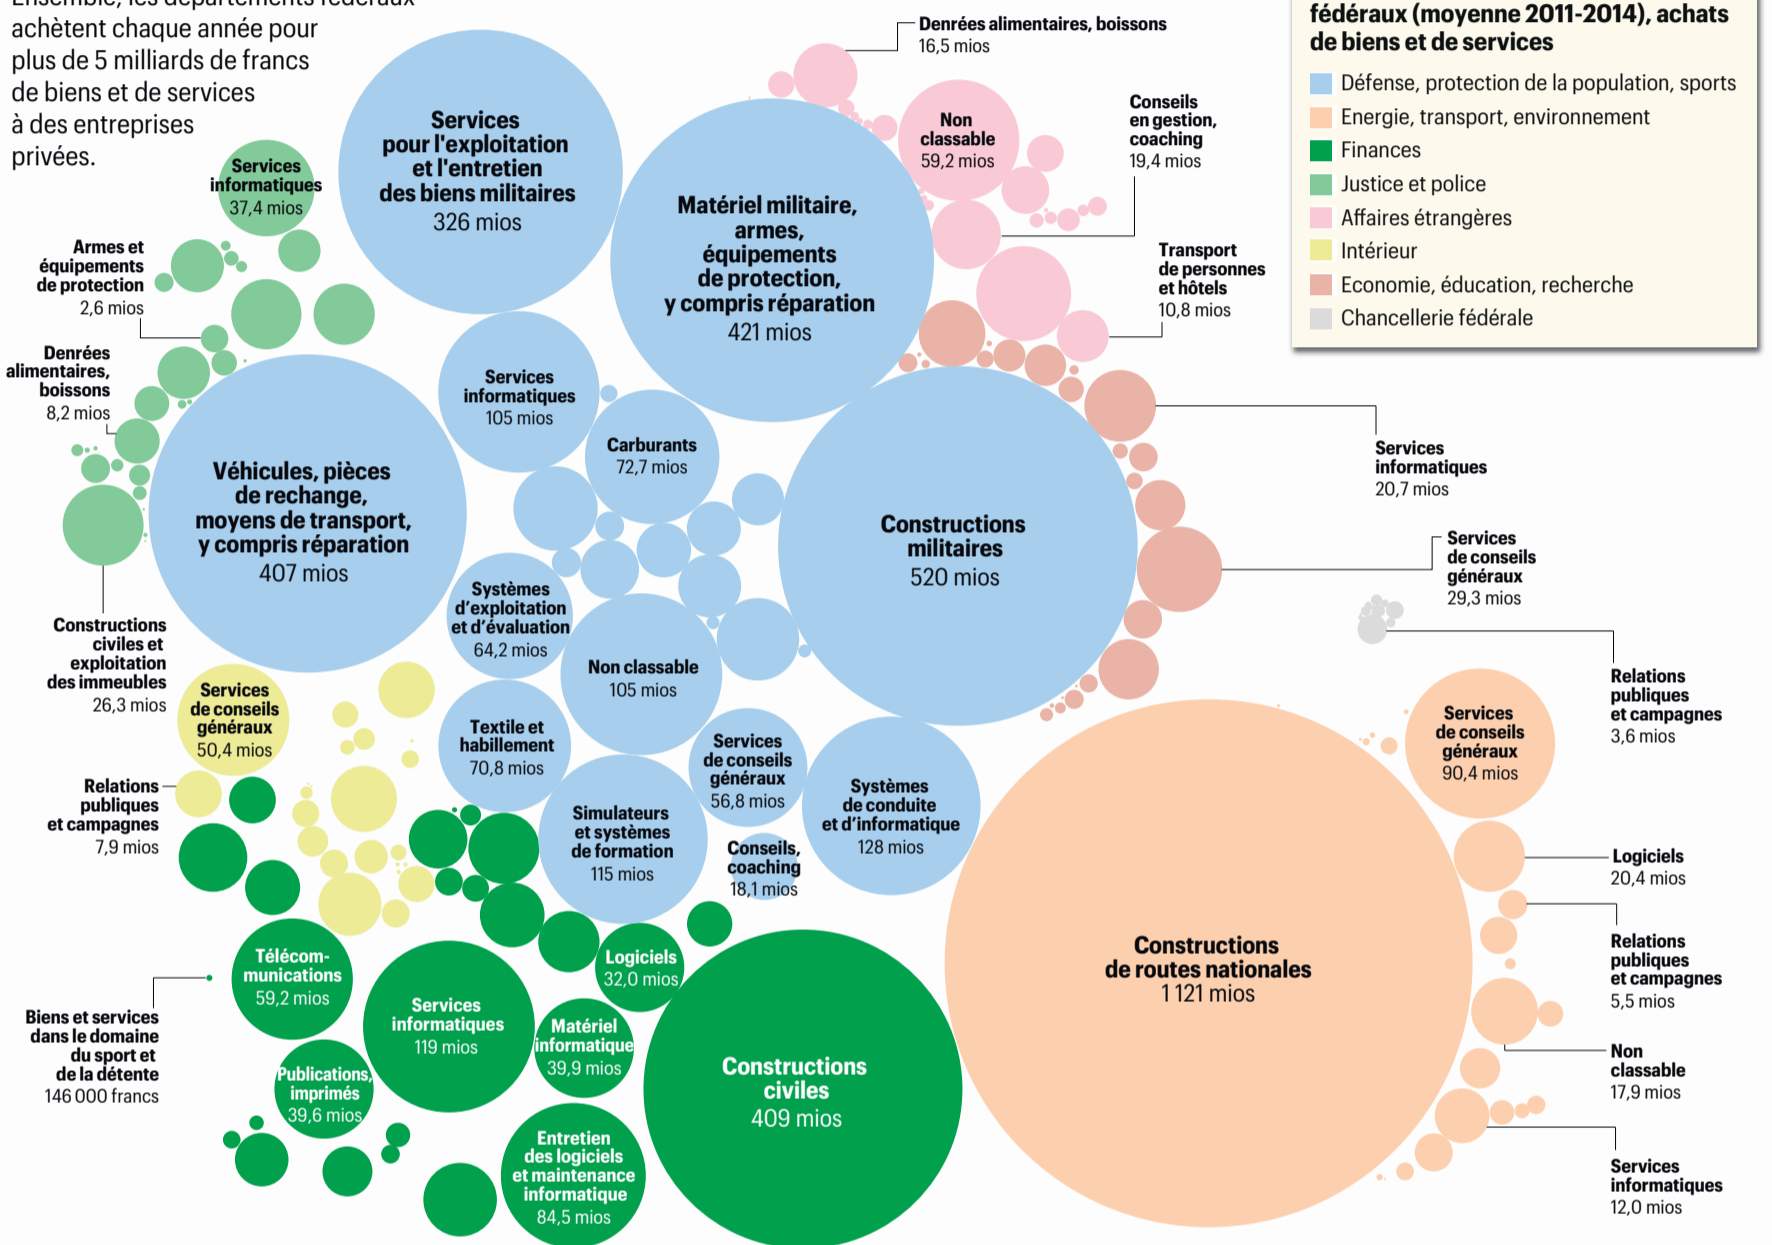 Ensemble, les départements fédéraux
achètent chaque année pour
plus de 5 milliards de francs
de biens et de services
à des entreprises
privées.
fédéraux (moyenne 2011-2014), achats
de biens et de services
Défense, protection de la population, sports
Energie, transport, environnement
Finances
Justice et police
Affaires étrangères
Intérieur
Economie, éducation, recherche
Chancellerie fédérale
Denrées alimentaires, boissons
16,5 mios
Non
classable
59,2 mios
Conseils
en gestion,
coaching
19,4 mios
Transport
de personnes
et hôtels
10,8 mios
Services
pour l'exploitation
et l'entretien
des biens militaires
326 mios
Matériel militaire,
armes,
équipements
de protection,
y compris réparation
421 mios
Services
informatiques
37,4 mios
Armes et
équipements
de protection
2,6 mios
Denrées
alimentaires,
boissons
8,2 mios
Véhicules, pièces
de rechange,
moyens de transport,
y compris réparation
407 mios
Services
informatiques
105 mios
Carburants
72,7 mios
Constructions
militaires
520 mios
Services
informatiques
20,7 mios
Services
de conseils
généraux
29,3 mios
Systèmes
d’exploitation
et d’évaluation
64,2 mios
Non classable
105 mios
Constructions
civiles et
exploitation
des immeubles
26,3 mios
Services
de conseils
généraux
50,4 mios
Relations
publiques
et campagnes
7,9 mios
Textile et
habillement
70,8 mios
Services
de conseils
généraux
56,8 mios
Simulateurs
et systèmes
de formation
115 mios
Conseils,
coaching
18,1 mios
Systèmes
de conduite
et d’informatique
128 mios
Relations
publiques
et campagnes
3,6 mios
Services
de conseils
généraux
90,4 mios
Logiciels
20,4 mios
Relations
publiques
et campagnes
5,5 mios
Non
classable
17,9 mios
Services
informatiques
12,0 mios
Constructions
de routes nationales
1 121 mios
Télécom-
munications
59,2 mios
Services
informatiques
119 mios
Logiciels
32,0 mios
Matériel
informatique
39,9 mios
Biens et services
dans le domaine
du sport et
de la détente
146 000 francs
Publications,
imprimés
39,6 mios
Constructions
civiles
409 mios
Entretien
des logiciels
et maintenance
informatique
84,5 mios